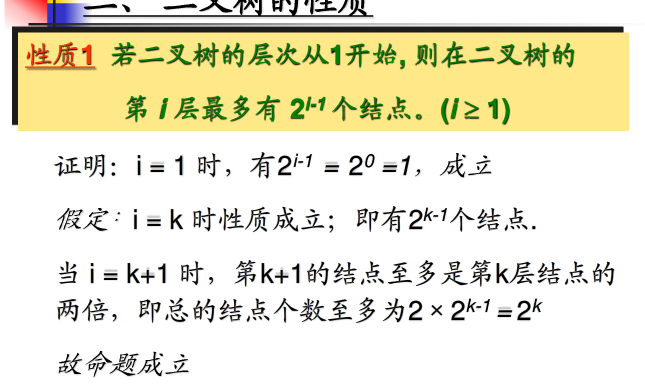 二、 二叉树的性质
性质1 若二叉树的层次从1开始, 则在二叉树的
第 i 层最多有 2^{i-1} 个结点。(i ≥ 1)
证明: i = 1 时, 有2^{i-1} = 2^0 =1, 成立
假定: i = k 时性质成立; 即有2^{k-1}个结点.
当 i = k+1 时, 第k+1的结点至多是第k层结点的
两倍, 即总的结点个数至多为2 × 2^{k-1} = 2^k
故命题成立